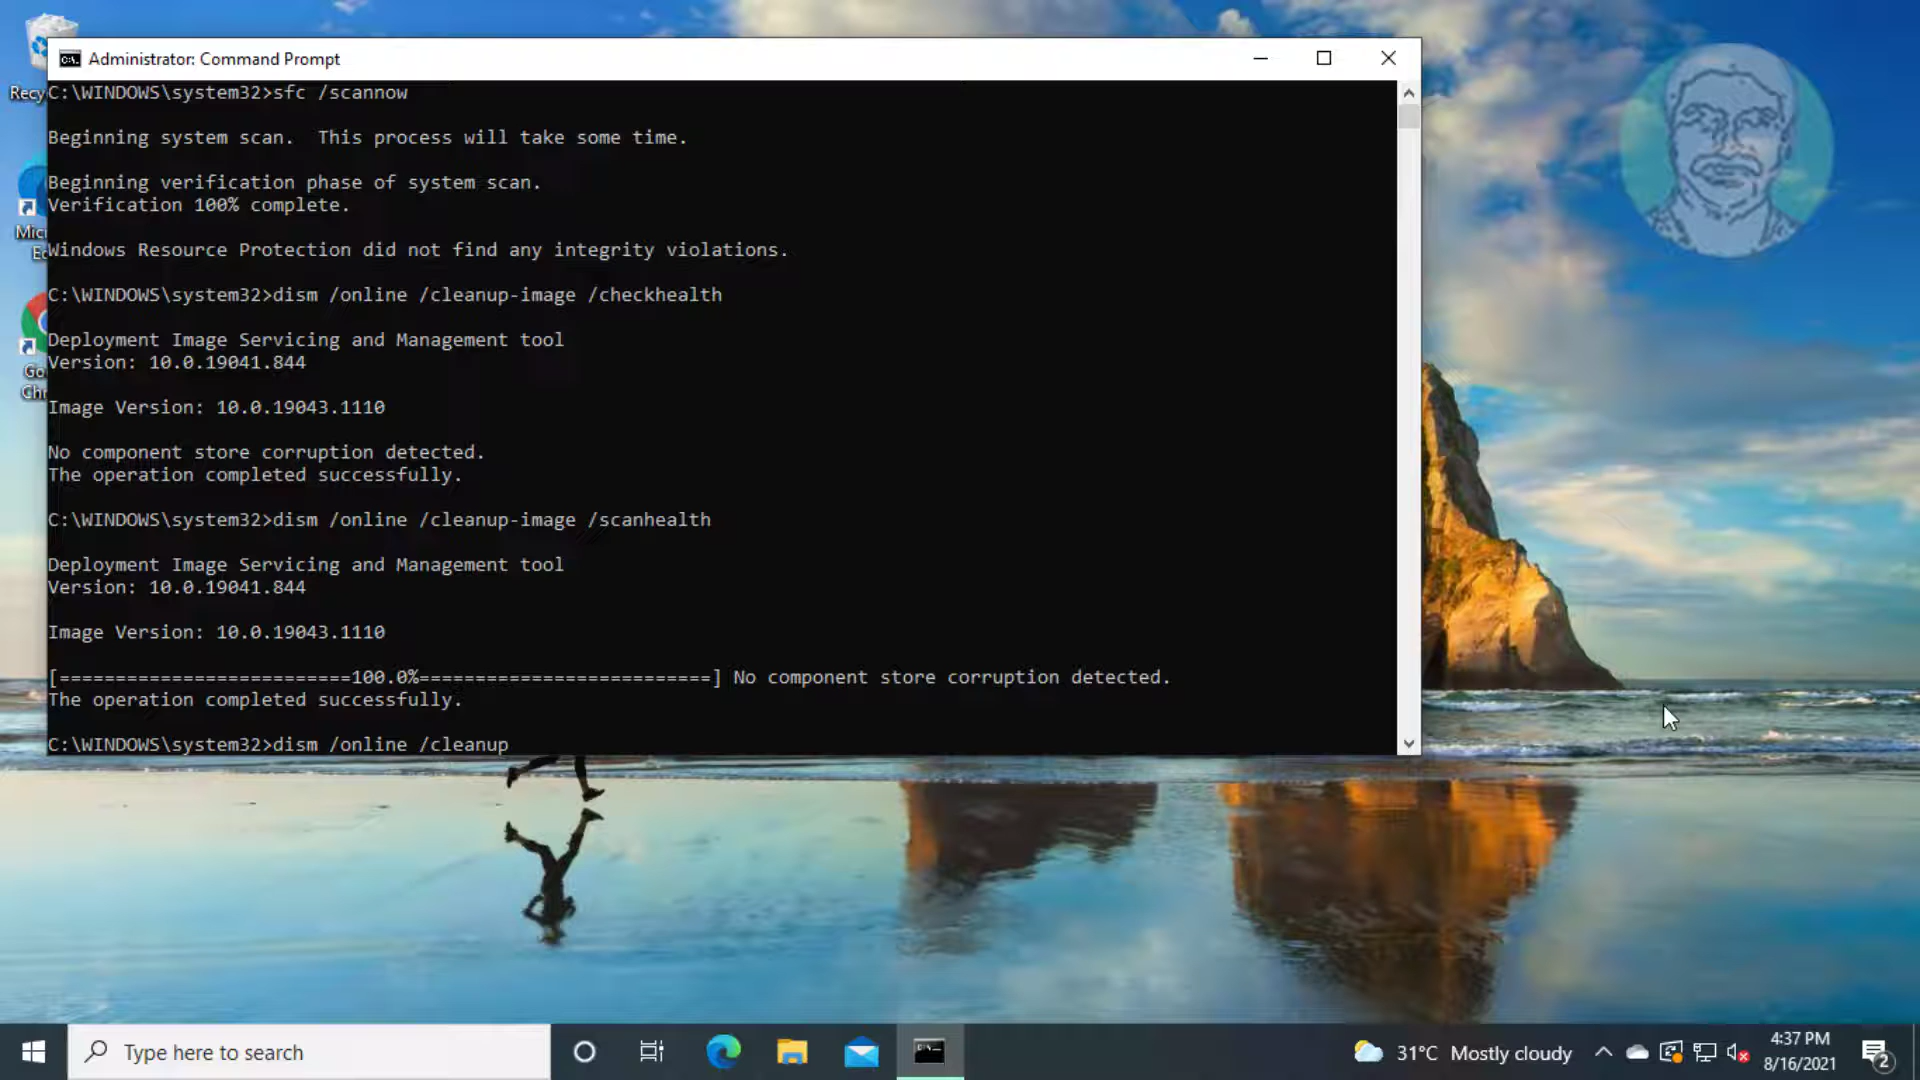 Administrator: Command Prompt
C:\WINDOWS\system32>sfc /scannow
Beginning system scan.  This process will take some time.
Beginning verification phase of system scan.
Verification 100% complete.
Windows Resource Protection did not find any integrity violations.
C:\WINDOWS\system32>dism /online /cleanup-image /checkhealth
Deployment Image Servicing and Management tool
Version: 10.0.19041.844
Image Version: 10.0.19043.1110
No component store corruption detected.
The operation completed successfully.
C:\WINDOWS\system32>dism /online /cleanup-image /scanhealth
Deployment Image Servicing and Management tool
Version: 10.0.19041.844
Image Version: 10.0.19043.1110
[==========================100.0%==========================] No component store corruption detected.
The operation completed successfully.
C:\WINDOWS\system32>dism /online /cleanup
Recy
Mic
Go
Chr
Type here to search
31°C Mostly cloudy
4:37 PM
8/16/2021
2